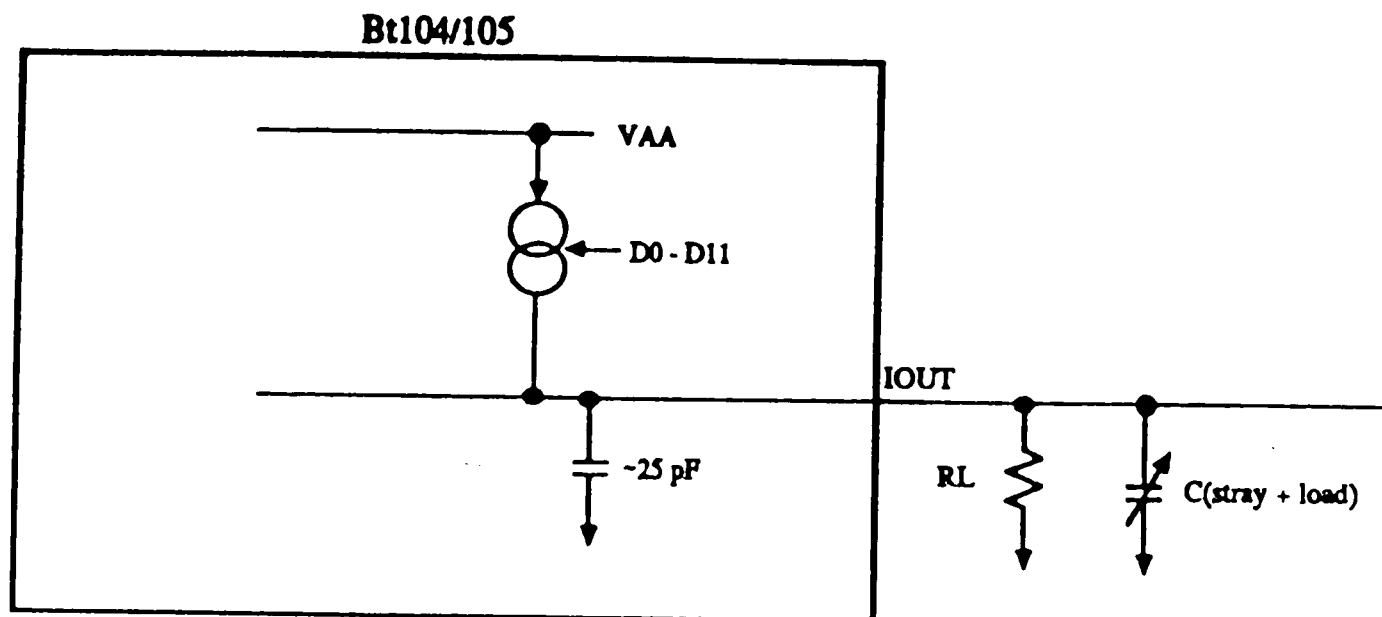 Bt104/105
VAA
D0 - D11
IOUT
~25 pF
RL
C(stray + load)